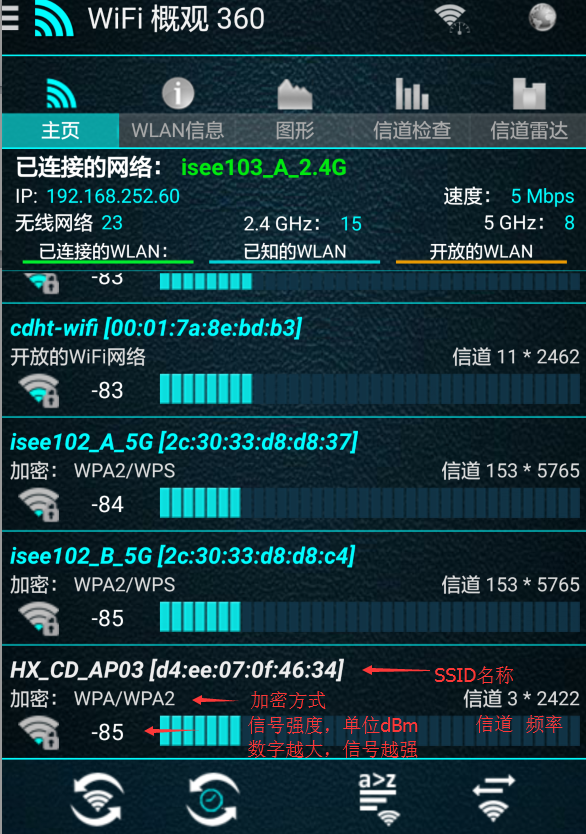 WiFi 概观 360
主页 WLAN信息 图形 信道检查 信道雷达
已连接的网络: isee103_A_2.4G
IP: 192.168.252.60 速度: 5 Mbps
无线网络 23 2.4 GHz: 15 5 GHz: 8
已连接的WLAN: 已知的WLAN 开放的WLAN
-83
cdht-wifi [00:01:7a:8e:bd:b3]
开放的WiFi网络 信道 11 * 2462
-83
isee102_A_5G [2c:30:33:d8:d8:37]
加密: WPA2/WPS 信道 153 * 5765
-84
isee102_B_5G [2c:30:33:d8:d8:c4]
加密: WPA2/WPS 信道 153 * 5765
-85
HX_CD_AP03 [d4:ee:07:0f:46:34] SSID名称
加密: WPA/WPA2 加密方式 信道 3 * 2422
-85 信号强度，单位dBm 信道 频率
数字越大，信号越强
a>z